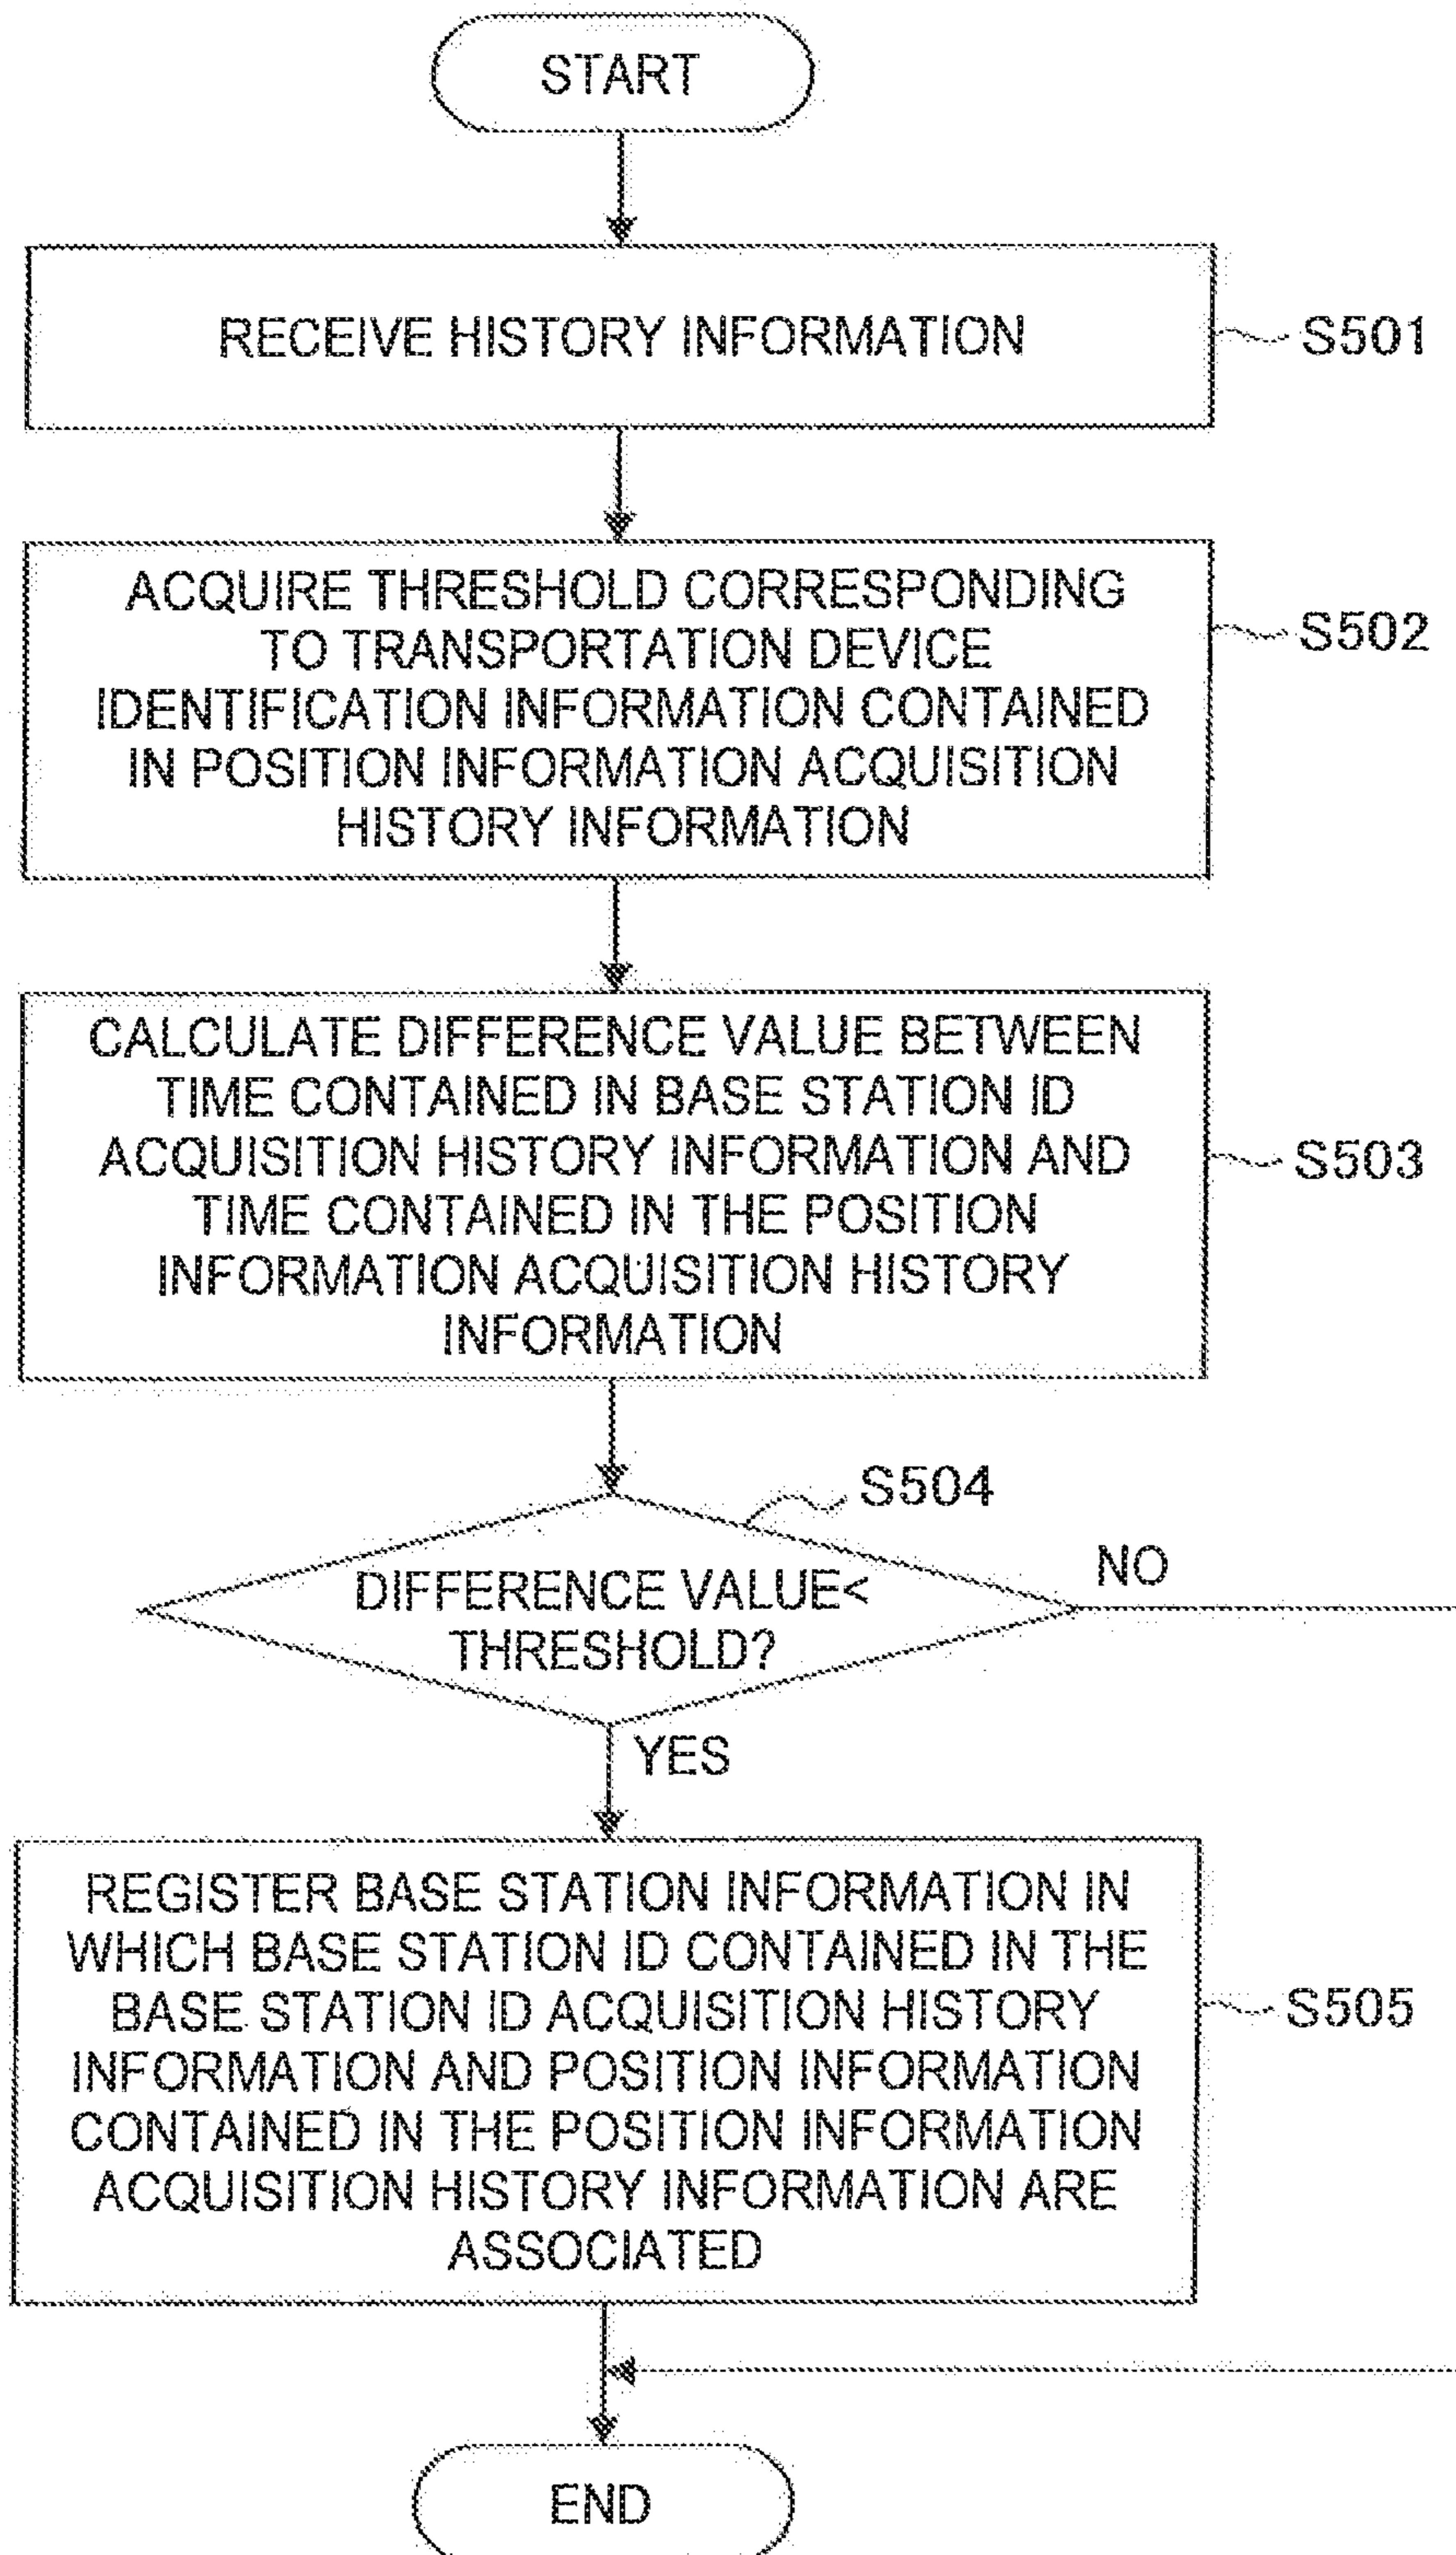 START
RECEIVE HISTORY INFORMATION
S501
ACQUIRE THRESHOLD CORRESPONDING
TO TRANSPORTATION DEVICE
IDENTIFICATION INFORMATION CONTAINED
IN POSITION INFORMATION ACQUISITION
HISTORY INFORMATION
S502
CALCULATE DIFFERENCE VALUE BETWEEN
TIME CONTAINED IN BASE STATION ID
ACQUISITION HISTORY INFORMATION AND
TIME CONTAINED IN THE POSITION
INFORMATION ACQUISITION HISTORY
INFORMATION
S503
S504
DIFFERENCE VALUE<
THRESHOLD?
NO
YES
REGISTER BASE STATION INFORMATION IN
WHICH BASE STATION ID CONTAINED IN THE
BASE STATION ID ACQUISITION HISTORY
INFORMATION AND POSITION INFORMATION
CONTAINED IN THE POSITION INFORMATION
ACQUISITION HISTORY INFORMATION ARE
ASSOCIATED
S505
END